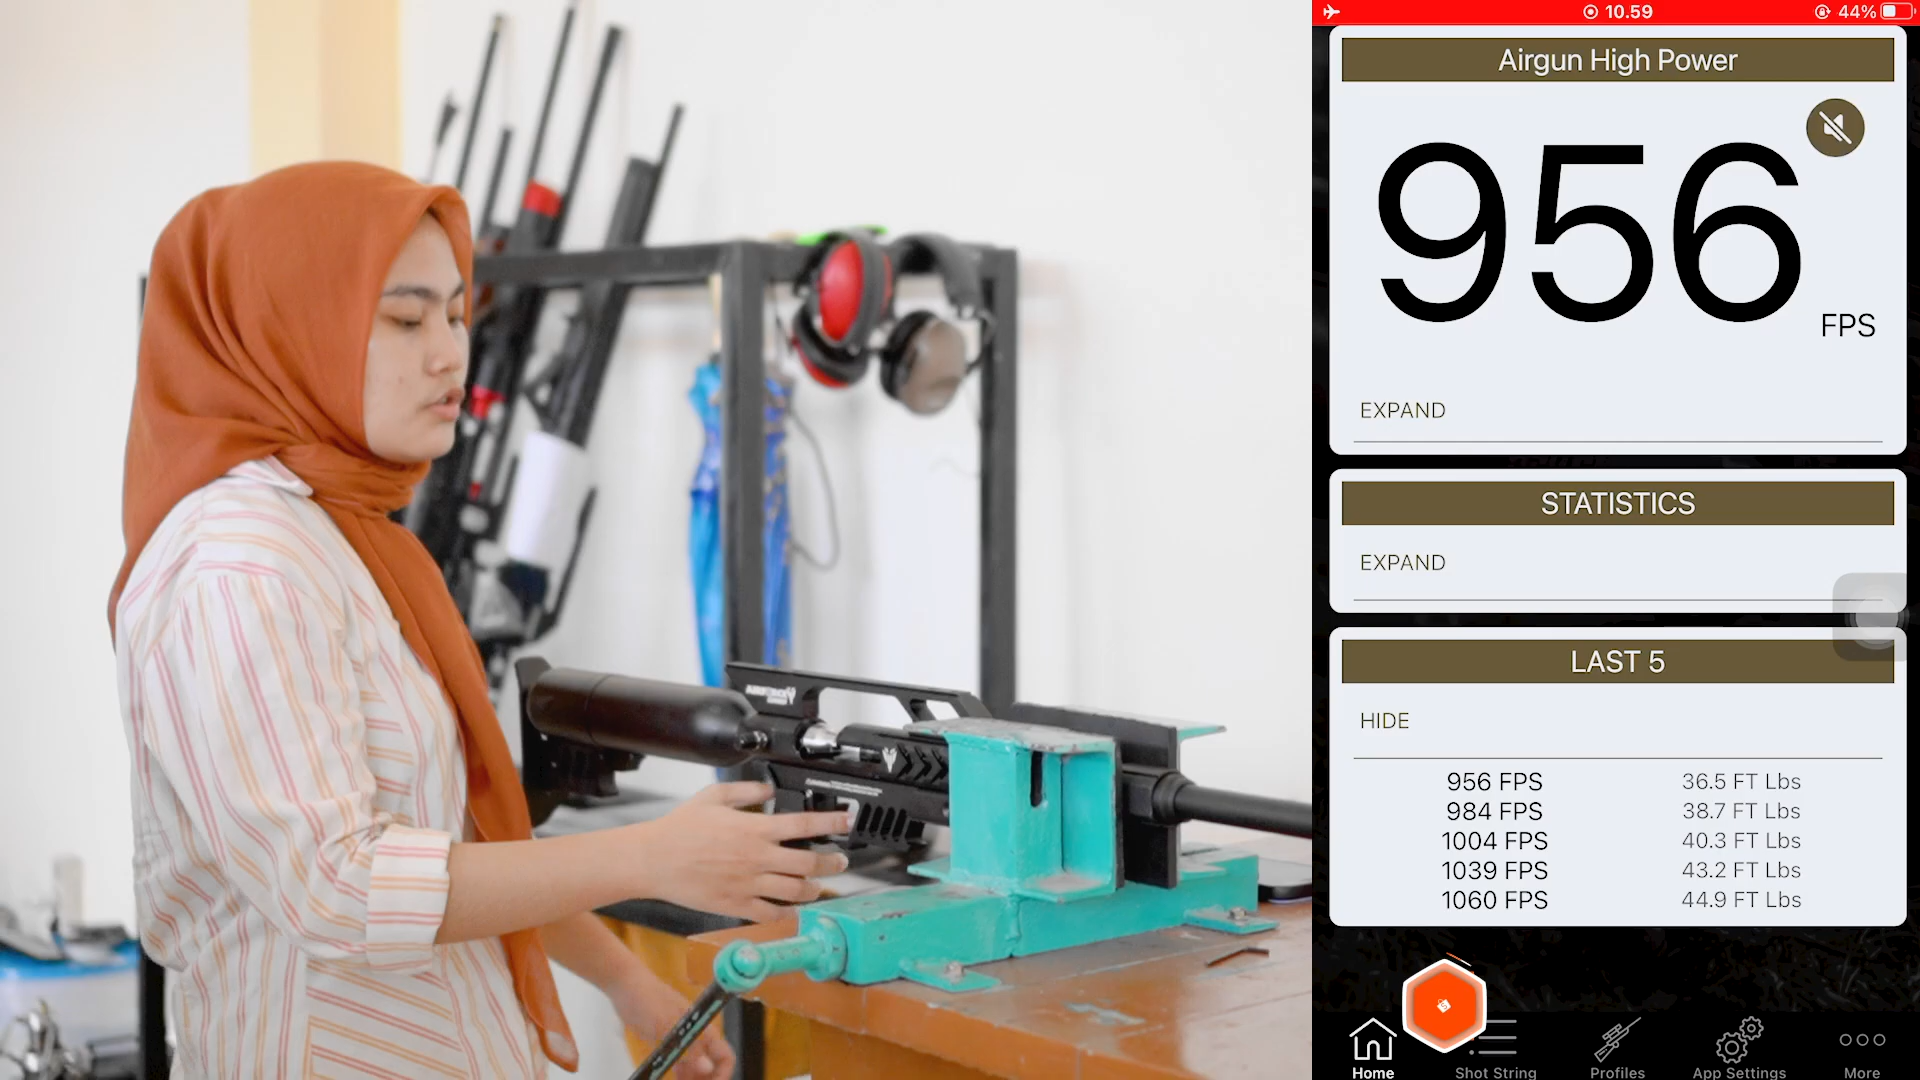 10.59
44%
Airgun High Power
956
FPS
EXPAND
STATISTICS
EXPAND
LAST 5
HIDE
956 FPS 36.5 FT Lbs
984 FPS 38.7 FT Lbs
1004 FPS 40.3 FT Lbs
1039 FPS 43.2 FT Lbs
1060 FPS 44.9 FT Lbs
Home
Shot String
Profiles
App Settings
More